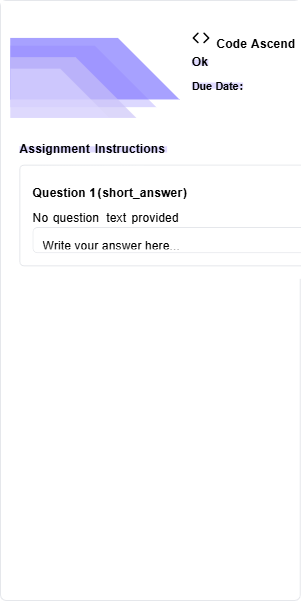 <> Code Ascend
Ok
Due Date:
Assignment Instructions
Question 1(short_answer)
No question text provided
Write your answer here...